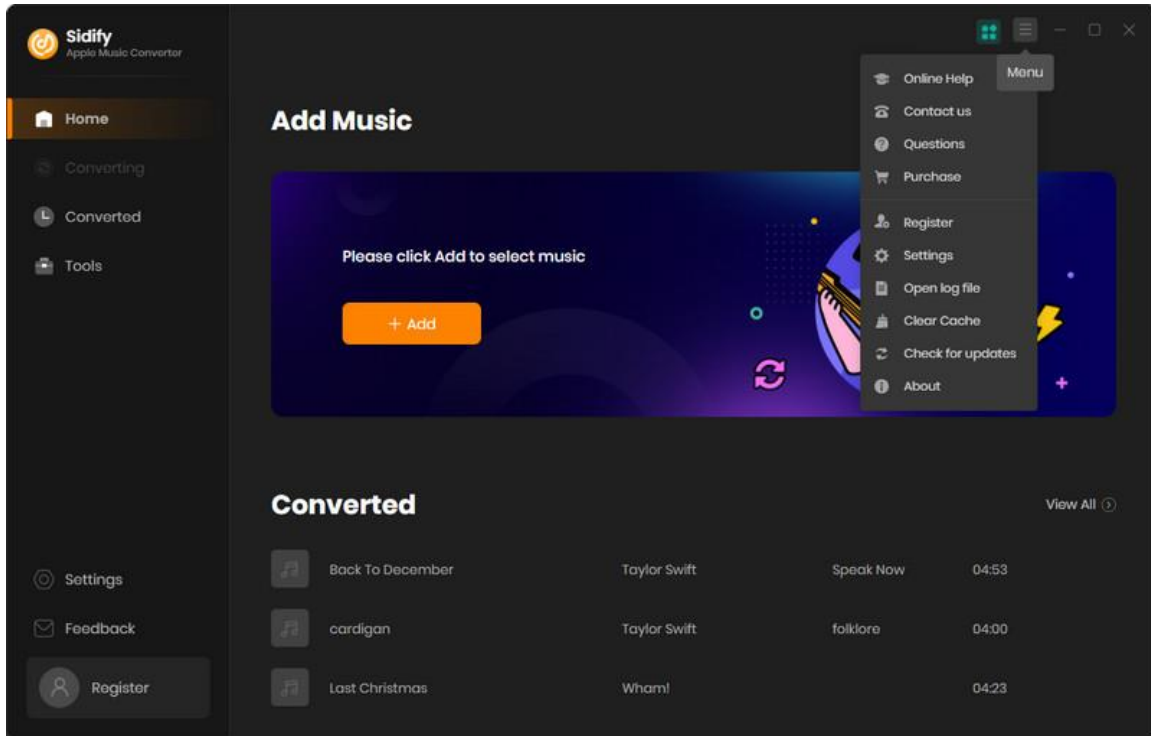 Sidify
Apple Music Converter
Home
Converting
Converted
Tools
Settings
Feedback
Register
Menu
Online Help
Contact us
Questions
Purchase
Register
Settings
Open log file
Clear Cache
Check for updates
About
Add Music
Please click Add to select music
+ Add
Converted
View All
Back To December Taylor Swift Speak Now 04:53
cardigan Taylor Swift folklore 04:00
Last Christmas Wham! 04:23